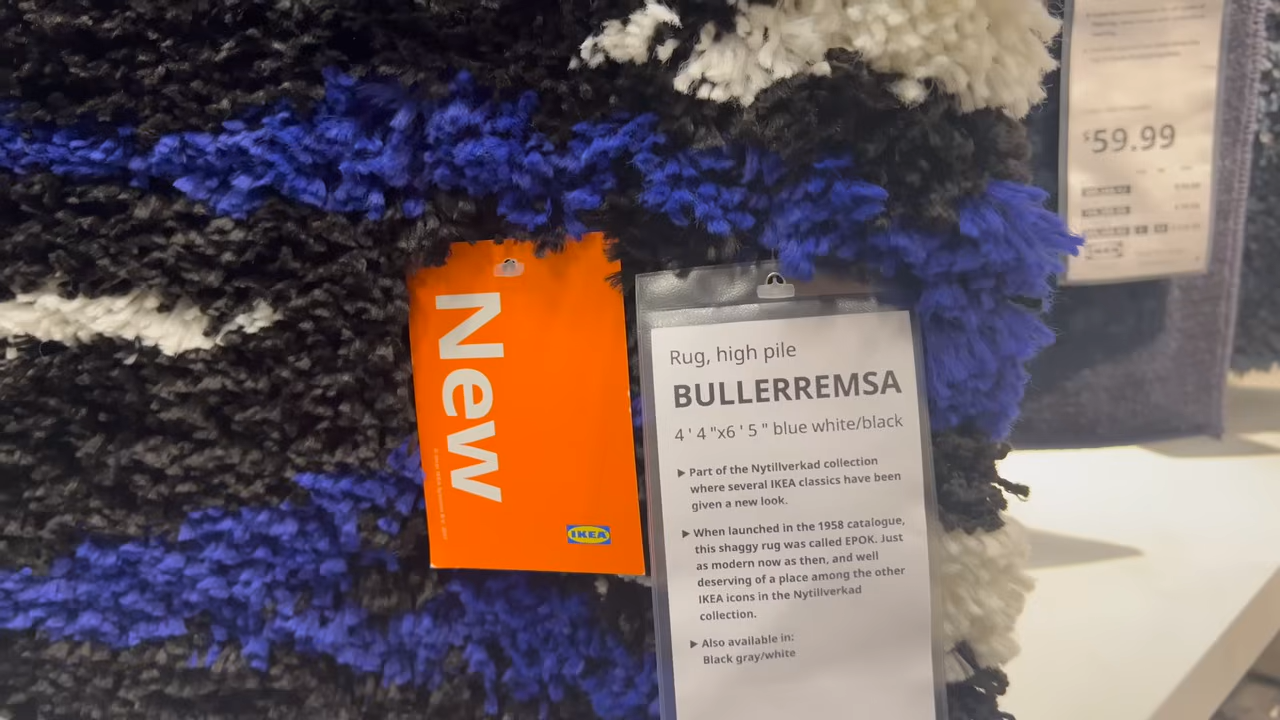 New
IKEA
Rug, high pile
BULLERREMSA
4 ' 4 "x6 ' 5 " blue white/black
▶ Part of the Nytillverkad collection
where several IKEA classics have been
given a new look.
▶ When launched in the 1958 catalogue,
this shaggy rug was called EPOK. Just
as modern now as then, and well
deserving of a place among the other
IKEA icons in the Nytillverkad
collection.
▶ Also available in:
Black gray/white
$59.99